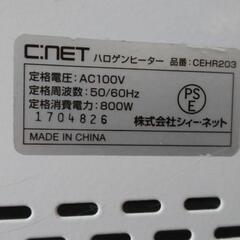 C:NET ハロゲンヒーター 品番:CEHR203
定格電圧:AC100V
定格周波数:50/60Hz
定格消費電力:800W
1704826
PS
E
株式会社シィー・ネット
MADE IN CHINA